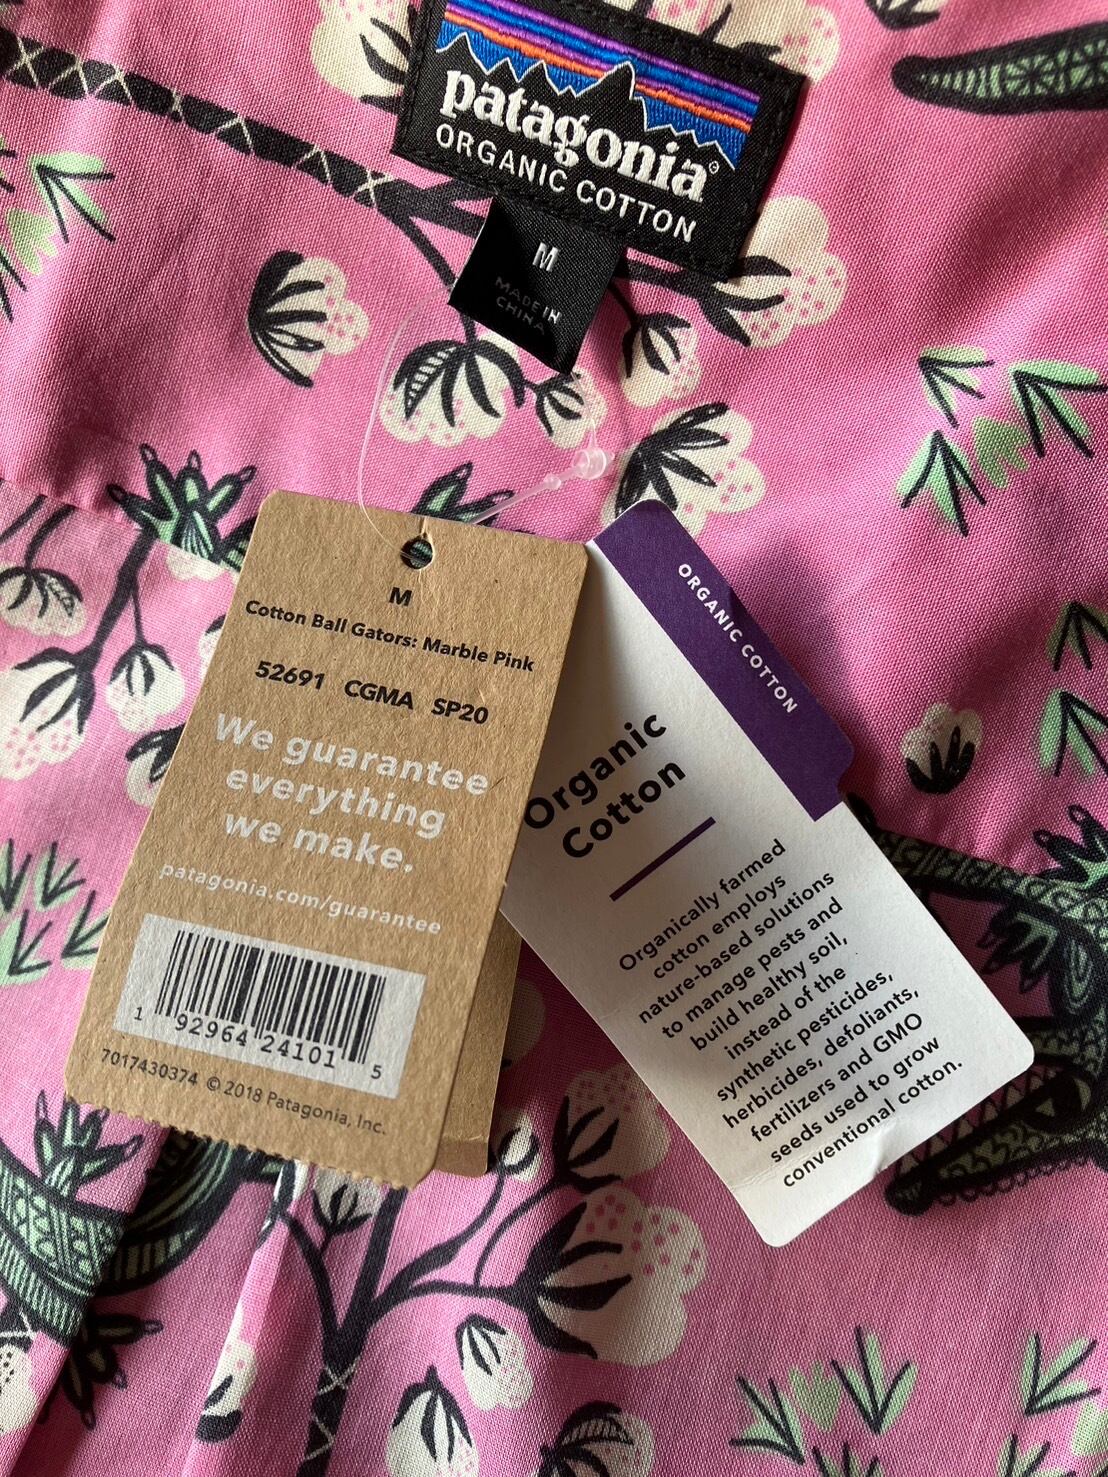 patagonia®
ORGANIC COTTON
M
MADE IN
CHINA
M
Cotton Ball Gators: Marble Pink
52691 CGMA SP20
We guarantee
everything
we make.
patagonia.com/guarantee
1 92964 24101 5
7017430374 © 2018 Patagonia, Inc.
ORGANIC COTTON
Organic
Cotton
Organically farmed
cotton employs
nature-based solutions
to manage pests and
build healthy soil,
instead of the
synthetic pesticides,
herbicides, defoliants,
fertilizers and GMO
seeds used to grow
conventional cotton.